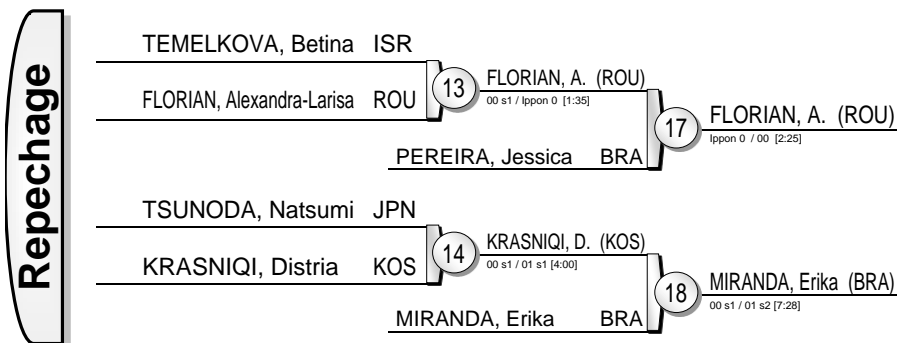 Repechage
TEMELKOVA, Betina ISR
FLORIAN, Alexandra-Larisa ROU
13
FLORIAN, A. (ROU)
00 s1 / Ippon 0 [1:35]
PEREIRA, Jessica BRA
17
FLORIAN, A. (ROU)
Ippon 0 / 00 [2:25]
TSUNODA, Natsumi JPN
KRASNIQI, Distria KOS
14
KRASNIQI, D. (KOS)
00 s1 / 01 s1 [4:00]
MIRANDA, Erika BRA
18
MIRANDA, Erika (BRA)
00 s1 / 01 s2 [7:28]